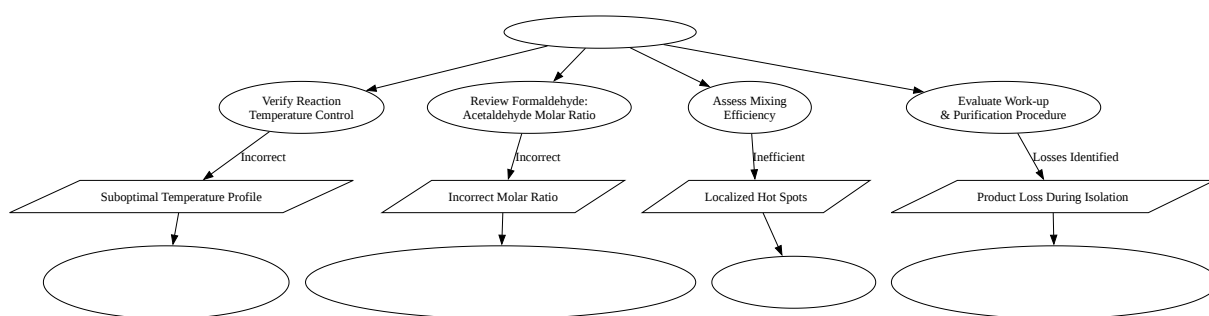 Verify Reaction
Temperature Control
Review Formaldehyde:
Acetaldehyde Molar Ratio
Assess Mixing
Efficiency
Evaluate Work-up
& Purification Procedure
Incorrect
Incorrect
Inefficient
Losses Identified
Suboptimal Temperature Profile
Incorrect Molar Ratio
Localized Hot Spots
Product Loss During Isolation